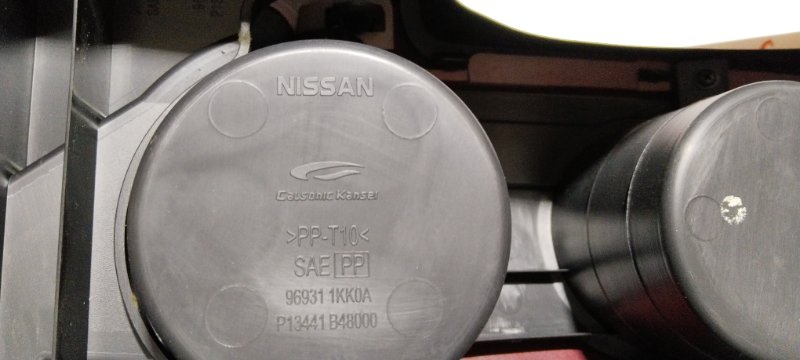 NISSAN
Calsonic Kansei
>PP-T10<
SAE PP
96931 1KK0A
P13441 B48000